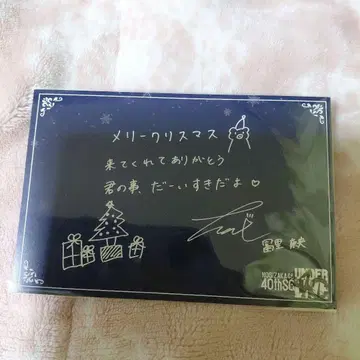 メリークリスマス
来てくれてありがとう
君の事、だーいすきだよ♡
冨里 奈央
NOGIZAKA46
UNDER
40thSG
LIVE